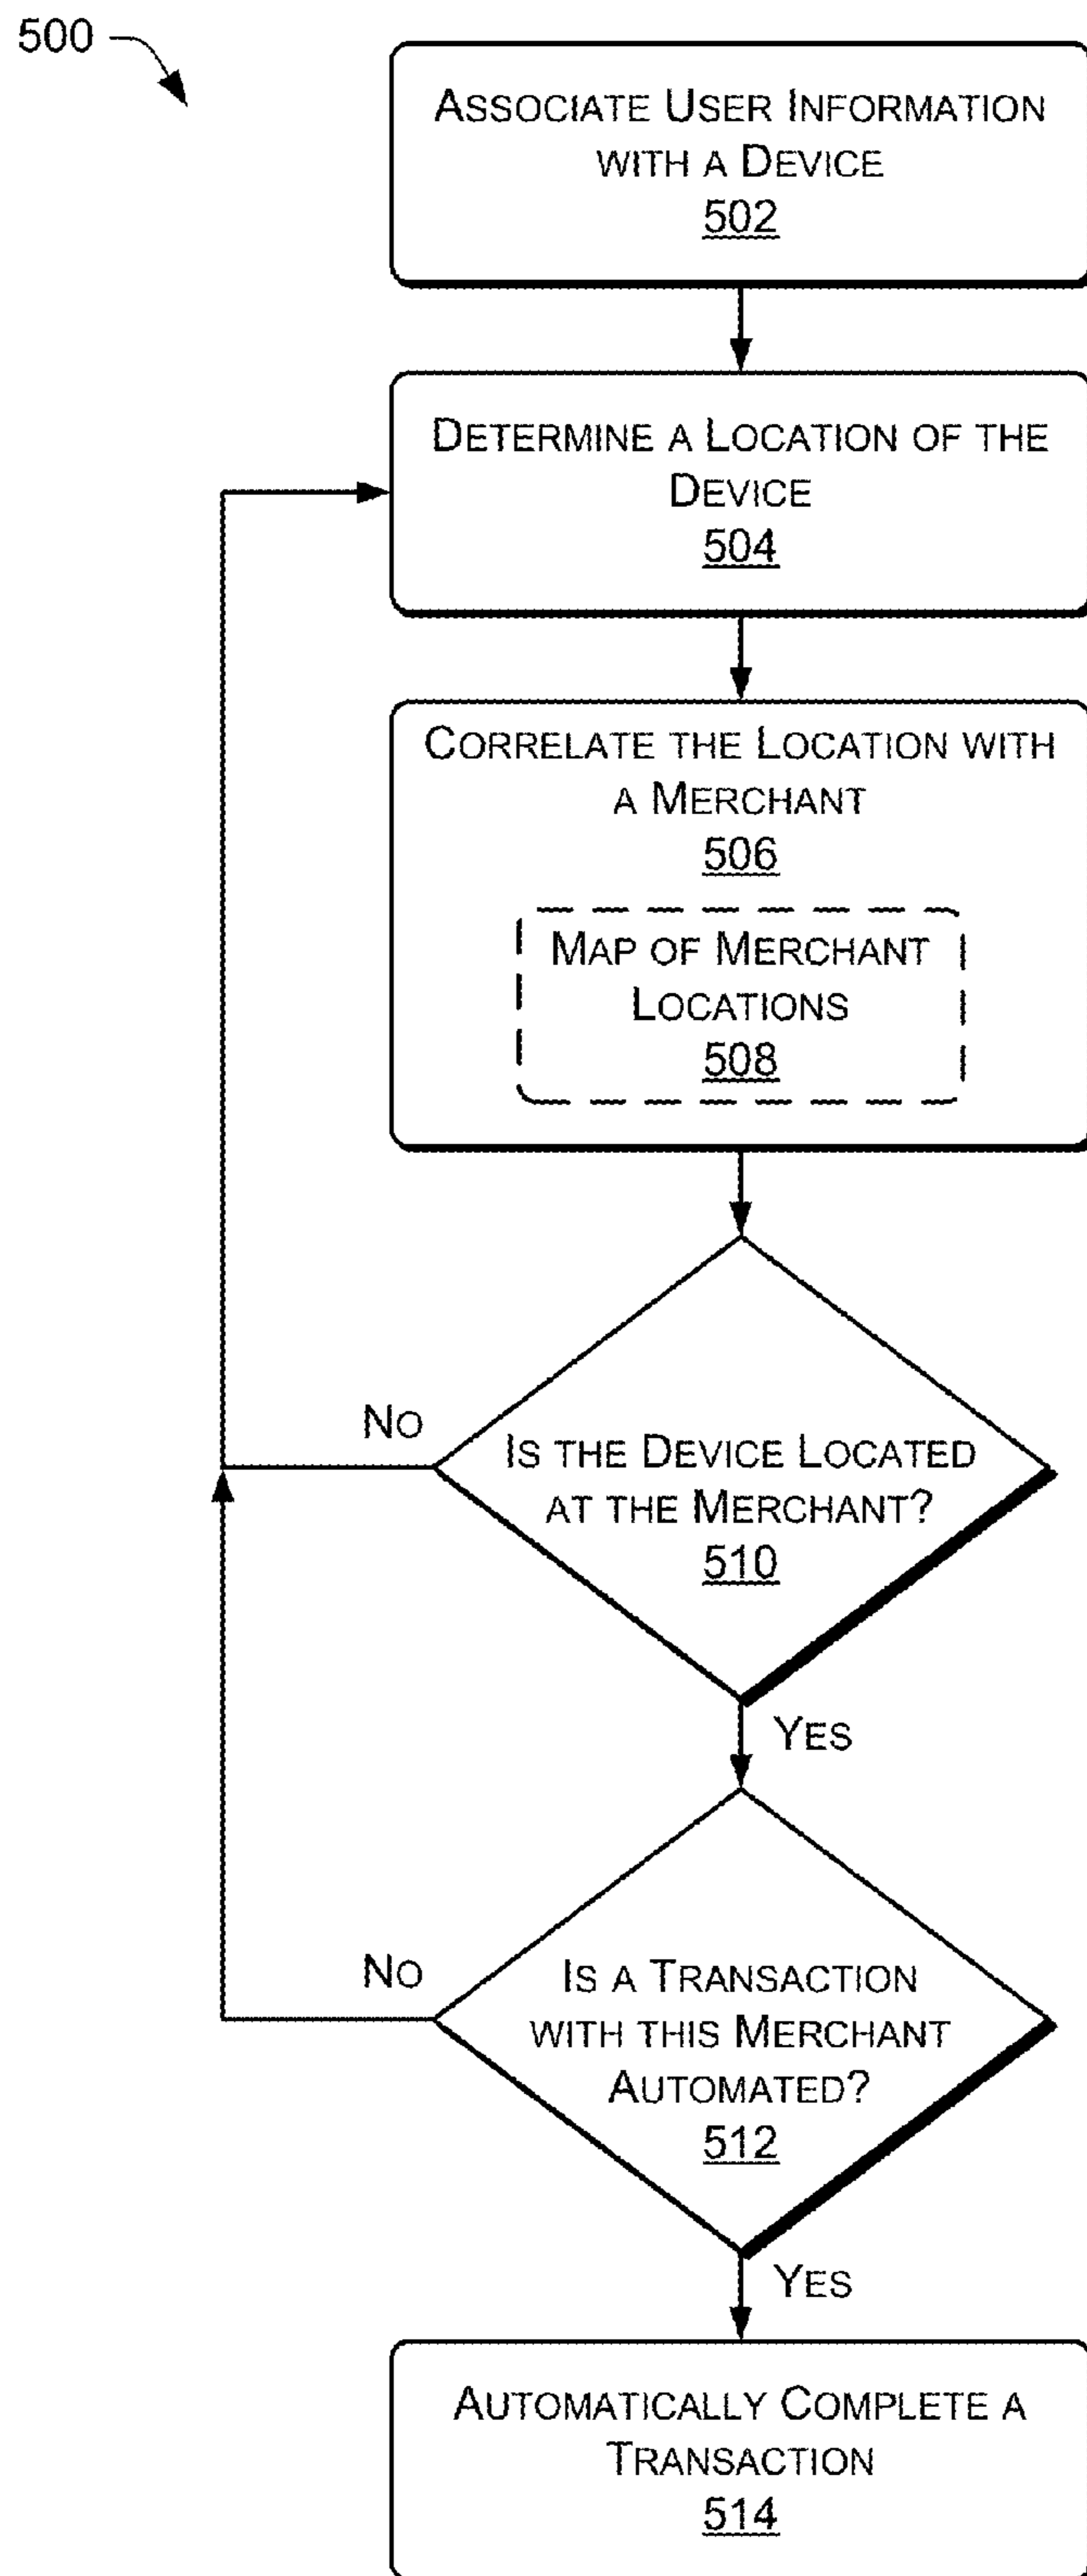 500
ASSOCIATE USER INFORMATION
WITH A DEVICE
502
DETERMINE A LOCATION OF THE
DEVICE
504
CORRELATE THE LOCATION WITH
A MERCHANT
506
MAP OF MERCHANT
LOCATIONS
508
NO
IS THE DEVICE LOCATED
AT THE MERCHANT?
510
YES
NO
IS A TRANSACTION
WITH THIS MERCHANT
AUTOMATED?
512
YES
AUTOMATICALLY COMPLETE A
TRANSACTION
514